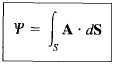 Ψ = ∫_S A · dS